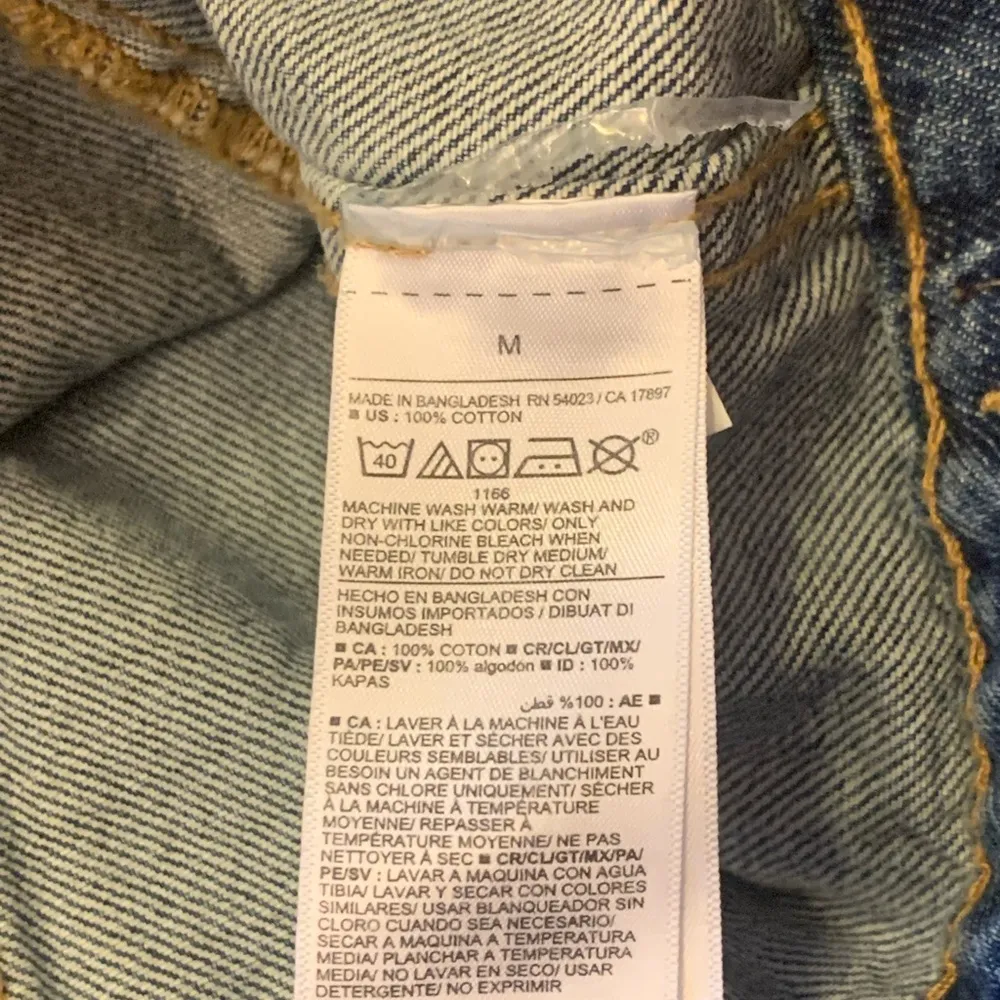 M
MADE IN BANGLADESH RN 54023 / CA 17897
■ US : 100% COTTON
40 ®
1166
MACHINE WASH WARM/ WASH AND
DRY WITH LIKE COLORS/ ONLY
NON-CHLORINE BLEACH WHEN
NEEDED/ TUMBLE DRY MEDIUM/
WARM IRON/ DO NOT DRY CLEAN
HECHO EN BANGLADESH CON
INSUMOS IMPORTADOS / DIBUAT DI
BANGLADESH
■ CA : 100% COTON ■ CR/CL/GT/MX/
PA/PE/SV : 100% algodón ■ ID : 100%
KAPAS
■ AE : 100% قطن
■ CA : LAVER À LA MACHINE À L'EAU
TIÈDE/ LAVER ET SÉCHER AVEC DES
COULEURS SEMBLABLES/ UTILISER AU
BESOIN UN AGENT DE BLANCHIMENT
SANS CHLORE UNIQUEMENT/ SÉCHER
À LA MACHINE À TEMPÉRATURE
MOYENNE/ REPASSER À
TEMPÉRATURE MOYENNE/ NE PAS
NETTOYER À SEC ■ CR/CL/GT/MX/PA/
PE/SV : LAVAR A MAQUINA CON AGUA
TIBIA/ LAVAR Y SECAR CON COLORES
SIMILARES/ USAR BLANQUEADOR SIN
CLORO CUANDO SEA NECESARIO/
SECAR A MAQUINA A TEMPERATURA
MEDIA/ PLANCHAR A TEMPERATURA
MEDIA/ NO LAVAR EN SECO/ USAR
DETERGENTE/ NO EXPRIMIR